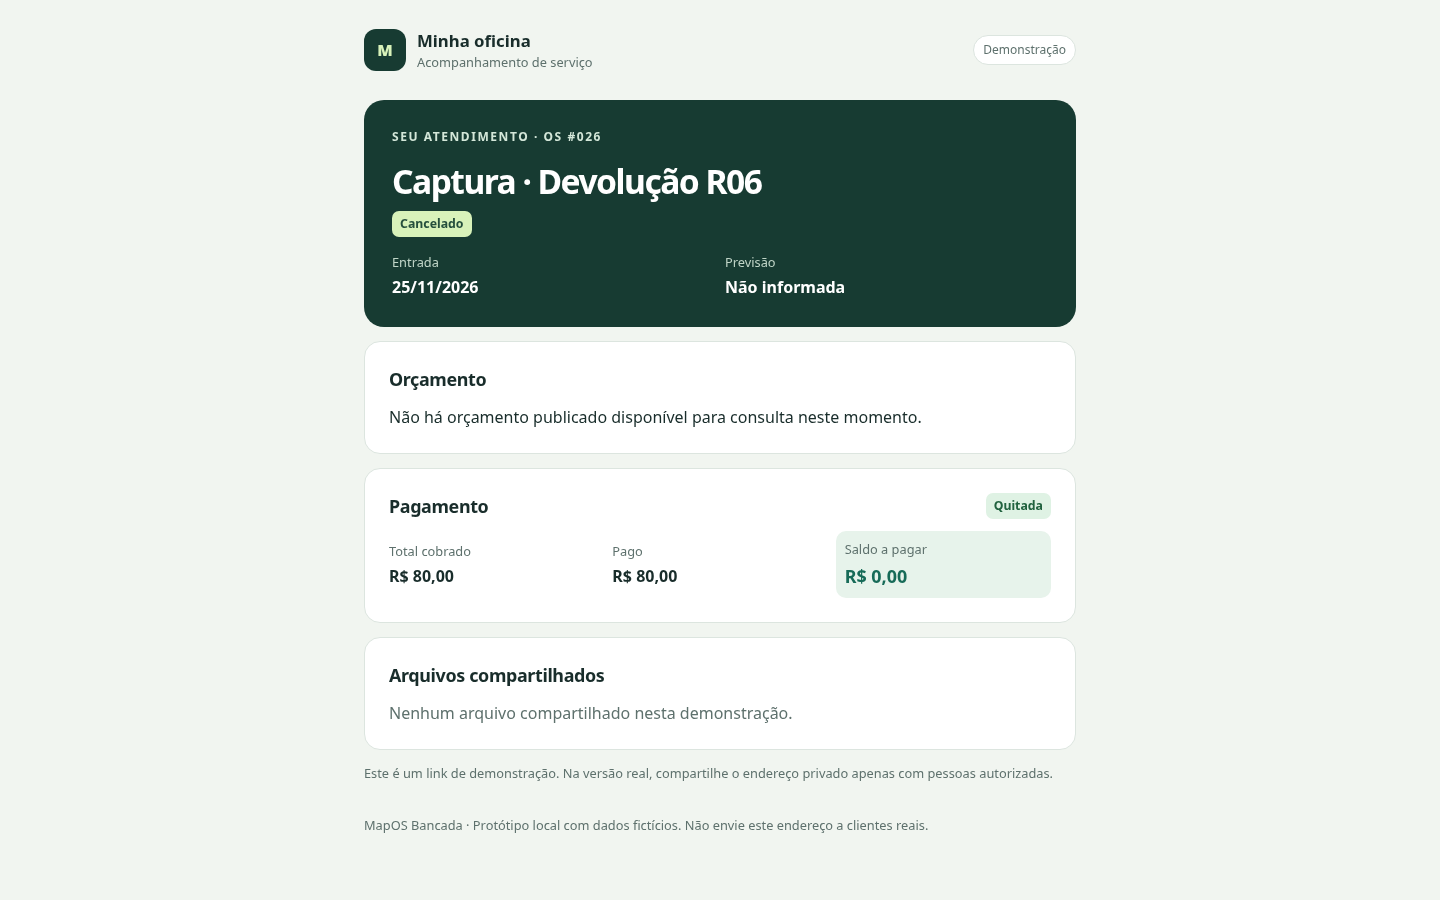 M
Minha oficina
Acompanhamento de serviço
Demonstração
SEU ATENDIMENTO · OS #026
Captura · Devolução R06
Cancelado
Entrada
25/11/2026
Previsão
Não informada
Orçamento
Não há orçamento publicado disponível para consulta neste momento.
Pagamento
Quitada
Total cobrado
R$ 80,00
Pago
R$ 80,00
Saldo a pagar
R$ 0,00
Arquivos compartilhados
Nenhum arquivo compartilhado nesta demonstração.
Este é um link de demonstração. Na versão real, compartilhe o endereço privado apenas com pessoas autorizadas.
MapOS Bancada · Protótipo local com dados fictícios. Não envie este endereço a clientes reais.